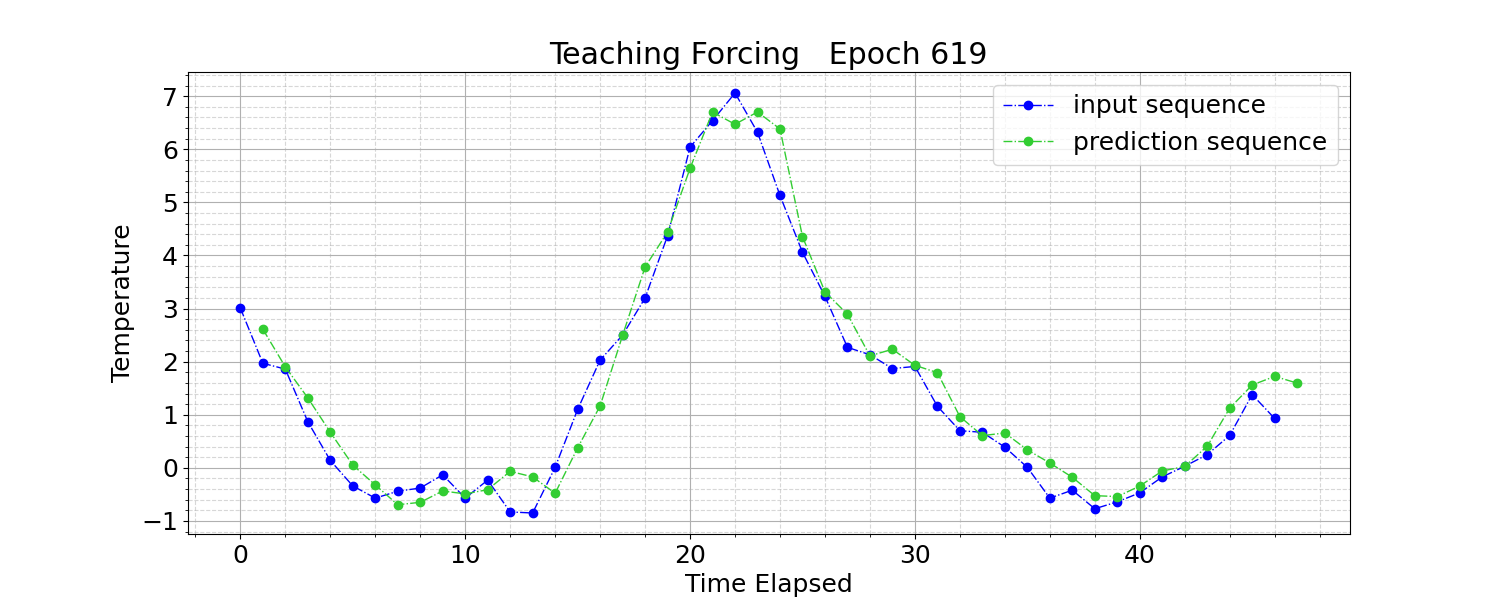 Teaching Forcing   Epoch 619
7
6
5
4
3
2
1
0
−1
Temperature
input sequence
prediction sequence
0 10 20 30 40
Time Elapsed